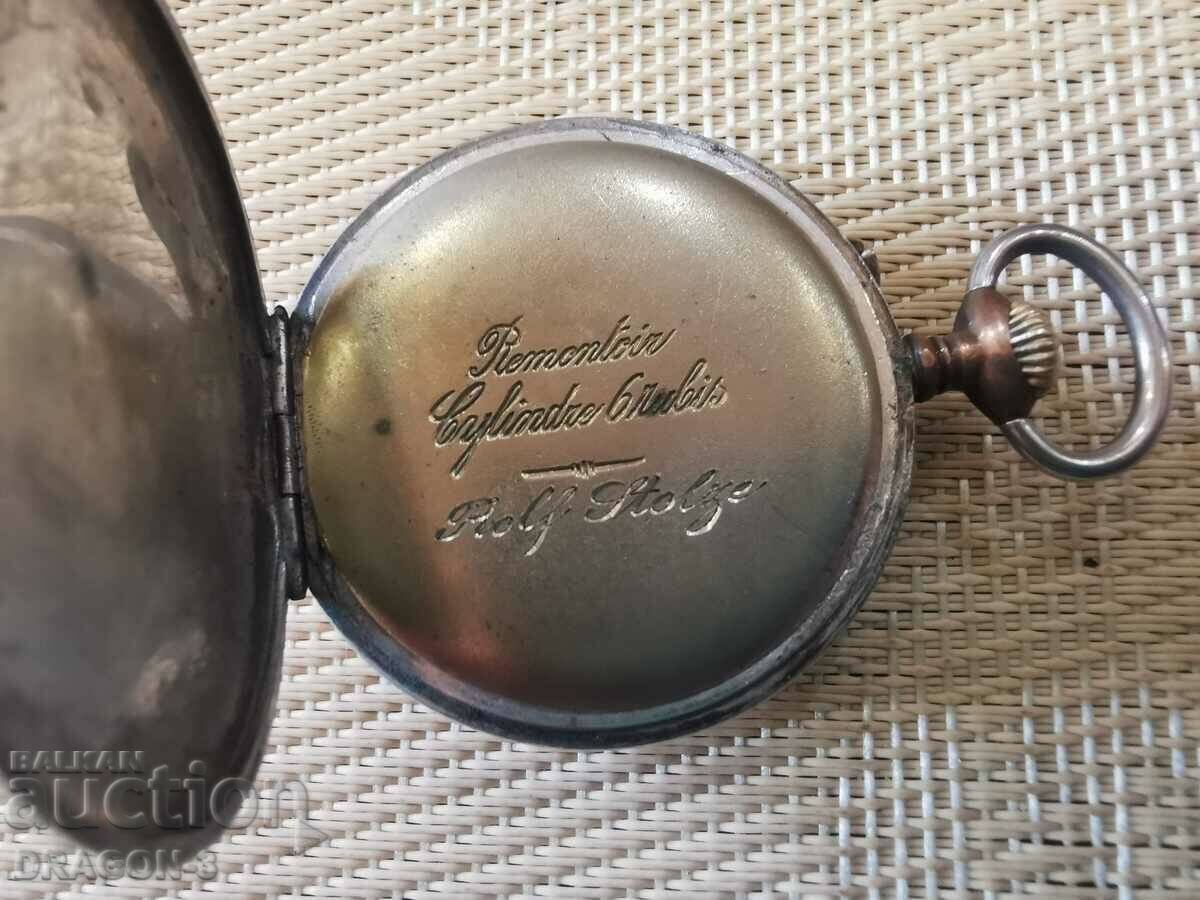 Remontoir
Cylindre 6 rubis
Rolf Stolze
BALKAN
auction
DRAGON-3